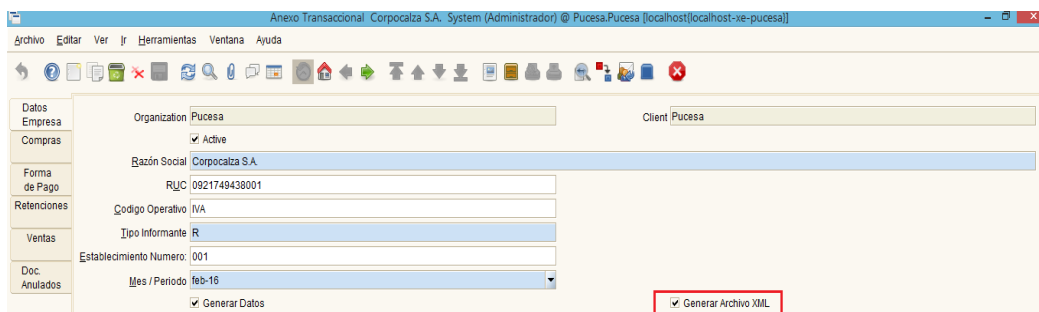 Anexo Transaccional Corpocalza S.A. System (Administrador) @ Pucesa.Pucesa [localhost{localhost-xe-pucesa}]
Archivo Editar Ver Ir Herramientas Ventana Ayuda
Datos Empresa
Compras
Forma de Pago
Retenciones
Ventas
Doc. Anulados
Organization Pucesa Client Pucesa
Active
Razón Social Corpocalza S.A.
RUC 0921749438001
Codigo Operativo IVA
Tipo Informante R
Establecimiento Numero: 001
Mes / Periodo feb-16
Generar Datos Generar Archivo XML